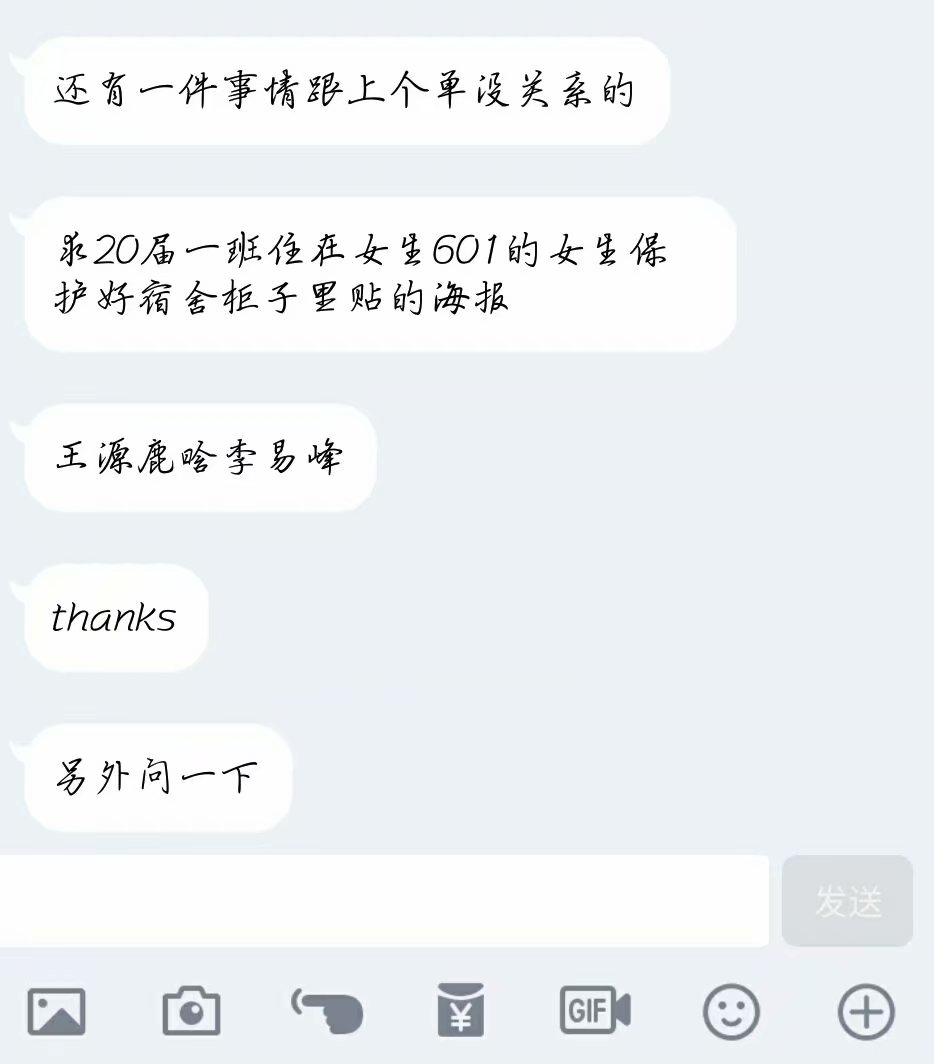 还有一件事情跟上个单没关系的
求20届一班住在女生601的女生保
护好宿舍柜子里贴的海报
王源鹿晗李易峰
thanks
另外问一下
发送
¥
GIF